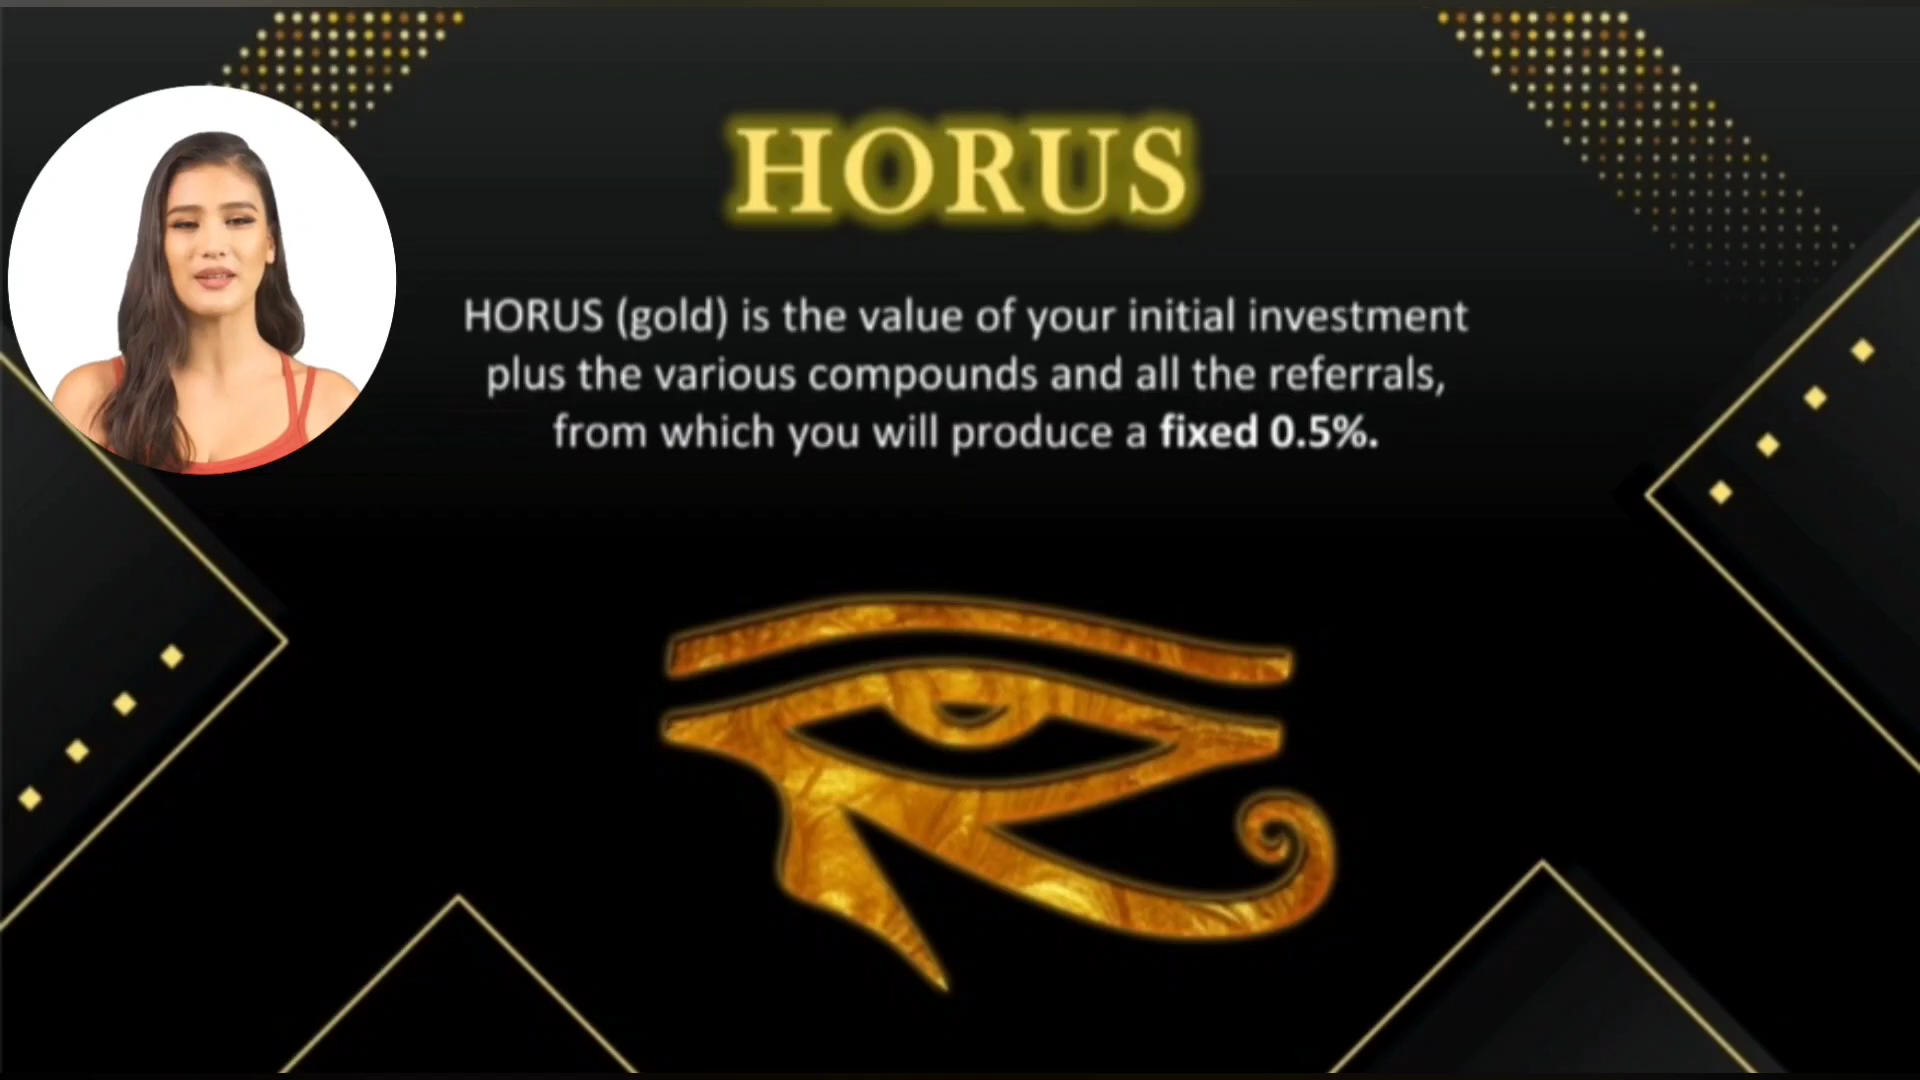 HORUS
HORUS (gold) is the value of your initial investment
plus the various compounds and all the referrals,
from which you will produce a fixed 0.5%.